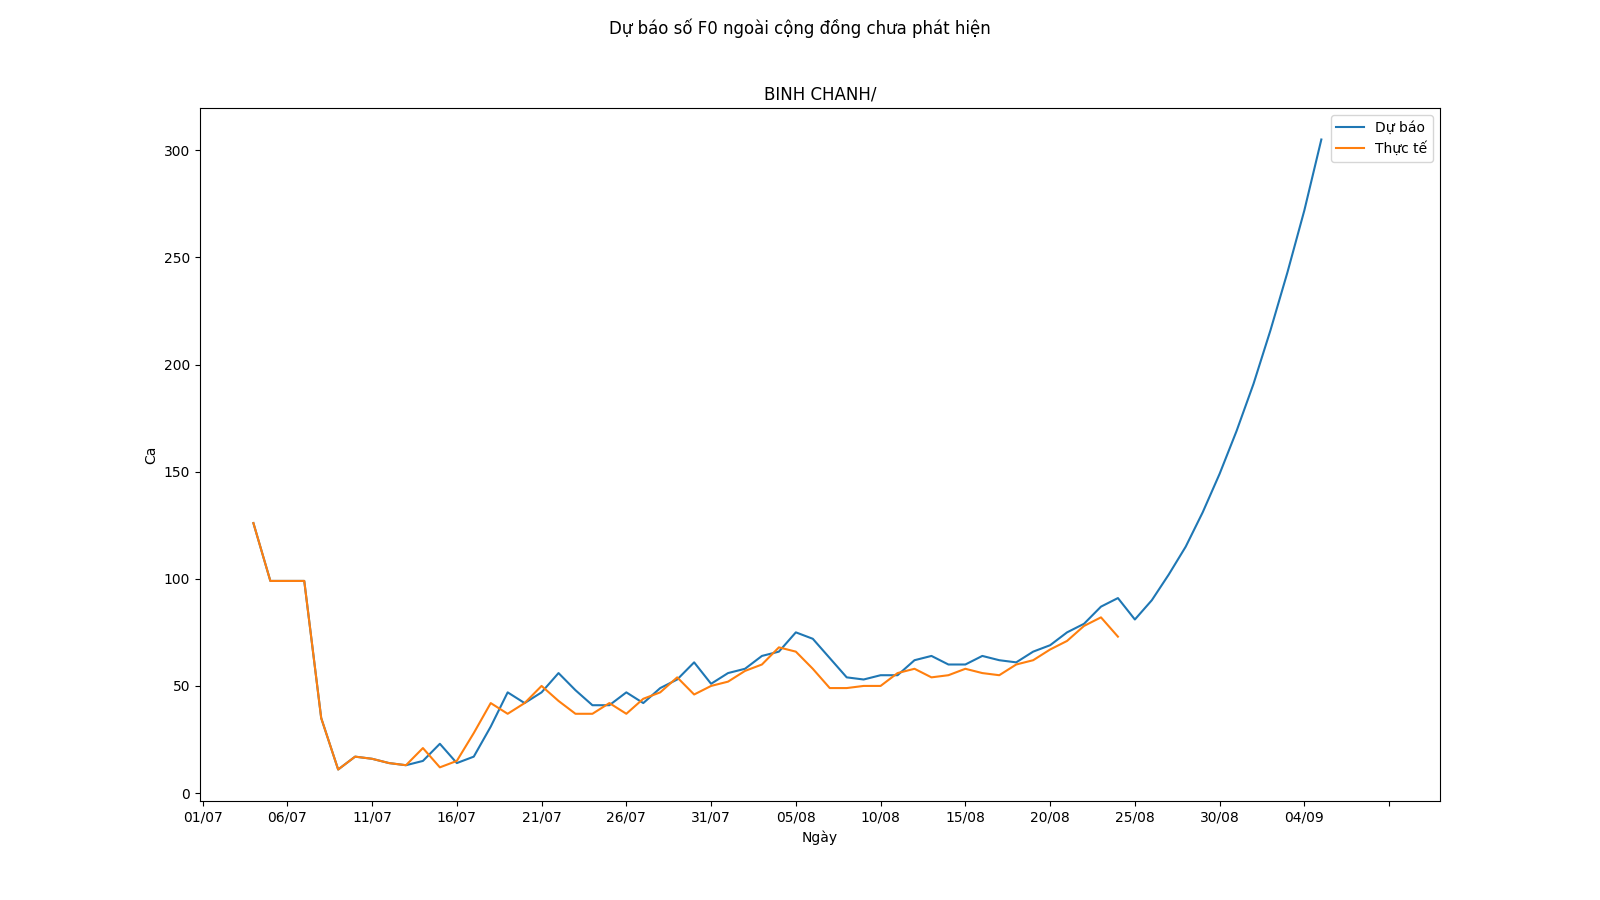 Dự báo số F0 ngoài cộng đồng chưa phát hiện
BINH CHANH/
Dự báo
Thực tế
300
250
200
150
100
50
0
Ca
01/07 06/07 11/07 16/07 21/07 26/07 31/07 05/08 10/08 15/08 20/08 25/08 30/08 04/09
Ngày